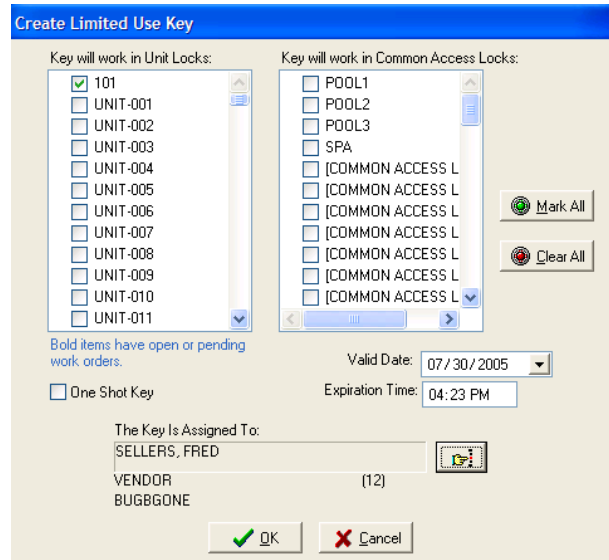 Create Limited Use Key
Key will work in Unit Locks:
101
UNIT-001
UNIT-002
UNIT-003
UNIT-004
UNIT-005
UNIT-006
UNIT-007
UNIT-008
UNIT-009
UNIT-010
UNIT-011
Bold items have open or pending
work orders.
One Shot Key
Key will work in Common Access Locks:
POOL1
POOL2
POOL3
SPA
[COMMON ACCESS L
[COMMON ACCESS L
[COMMON ACCESS L
[COMMON ACCESS L
[COMMON ACCESS L
[COMMON ACCESS L
[COMMON ACCESS L
Mark All
Clear All
Valid Date: 07/30/2005
Expiration Time: 04:23 PM
The Key Is Assigned To:
SELLERS, FRED
VENDOR (12)
BUGBGONE
OK Cancel